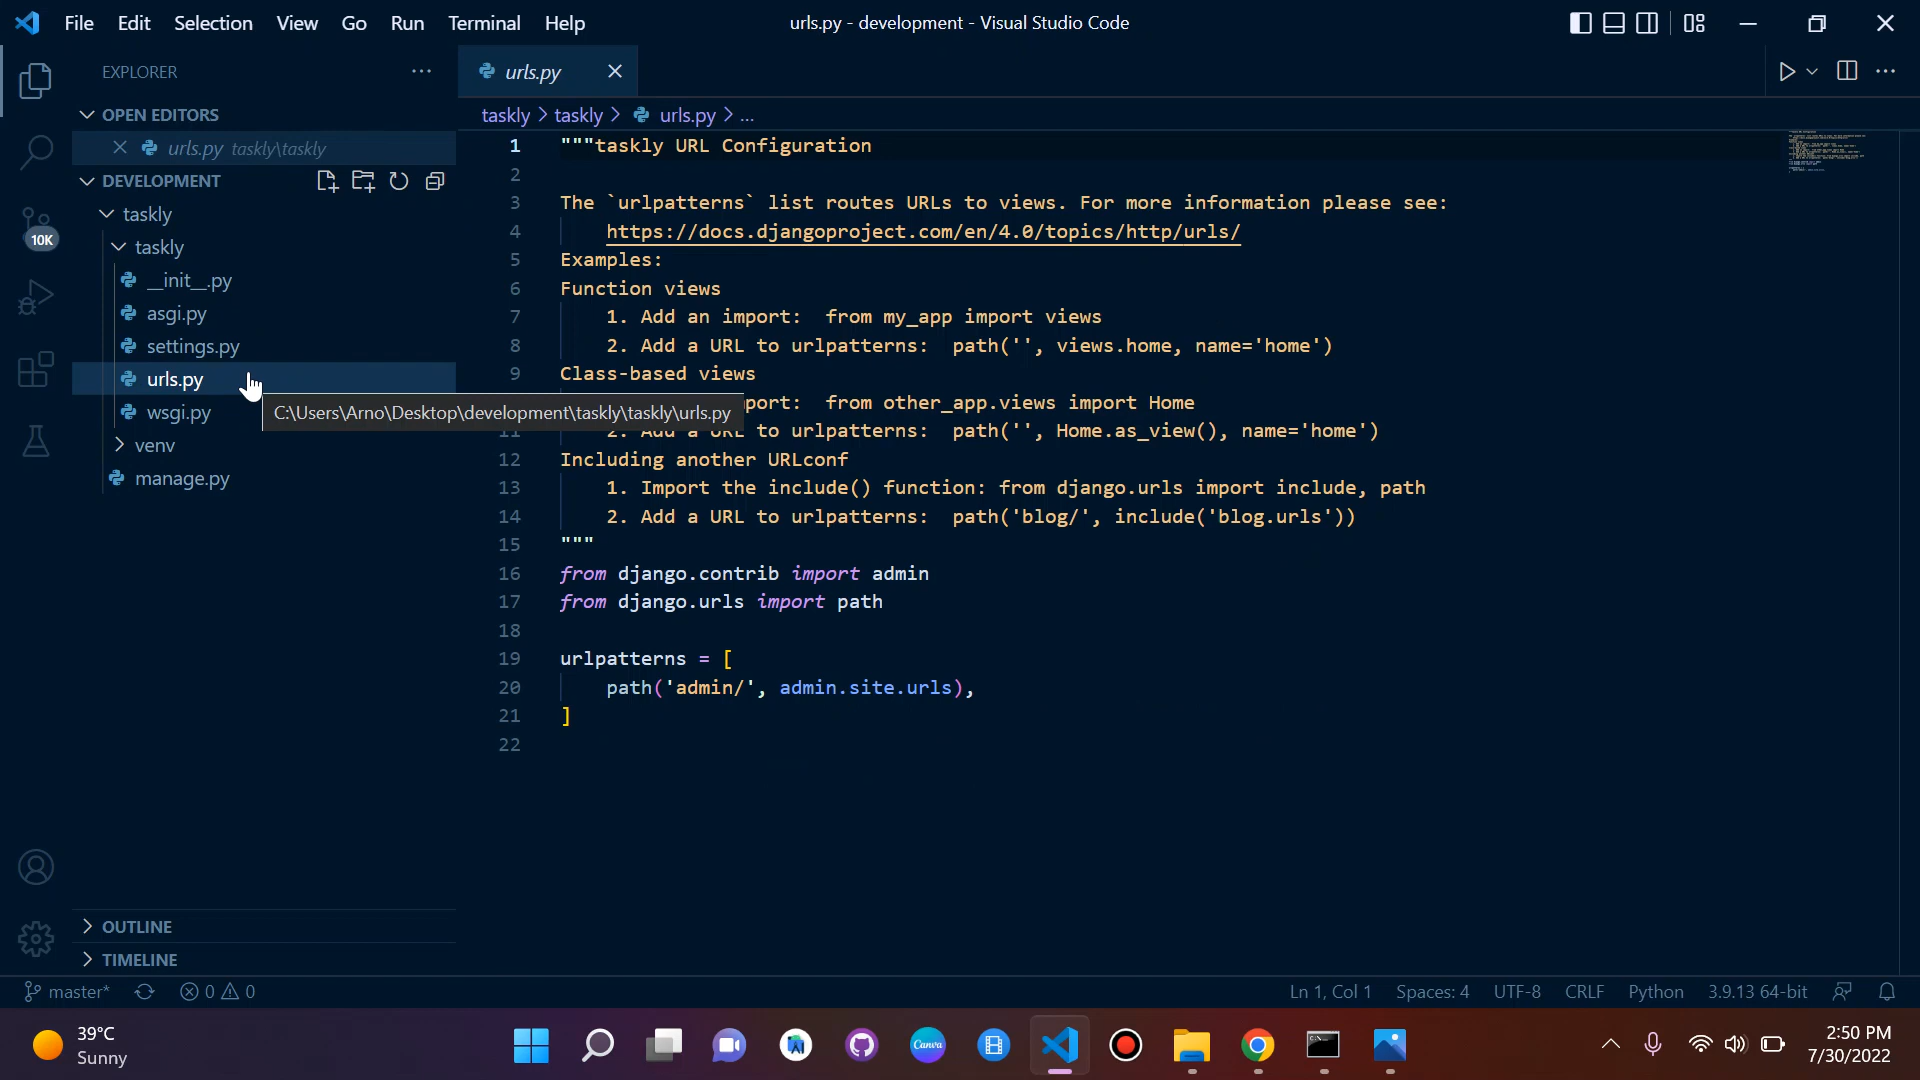 File Edit Selection View Go Run Terminal Help
urls.py - development - Visual Studio Code
EXPLORER
OPEN EDITORS
urls.py taskly\taskly
DEVELOPMENT
taskly
taskly
__init__.py
asgi.py
settings.py
urls.py
wsgi.py
venv
manage.py
10K
OUTLINE
TIMELINE
urls.py
taskly > taskly > urls.py > ...
1 """taskly URL Configuration
2
3 The `urlpatterns` list routes URLs to views. For more information please see:
4 https://docs.djangoproject.com/en/4.0/topics/http/urls/
5 Examples:
6 Function views
7 1. Add an import:  from my_app import views
8 2. Add a URL to urlpatterns:  path('', views.home, name='home')
9 Class-based views
port:  from other_app.views import Home
C:\Users\Arno\Desktop\development\taskly\taskly\urls.py
11 2. Add a URL to urlpatterns:  path('', Home.as_view(), name='home')
12 Including another URLconf
13 1. Import the include() function: from django.urls import include, path
14 2. Add a URL to urlpatterns:  path('blog/', include('blog.urls'))
15 """
16 from django.contrib import admin
17 from django.urls import path
18
19 urlpatterns = [
20 path('admin/', admin.site.urls),
21 ]
22
master* 0 0
Ln 1, Col 1 Spaces: 4 UTF-8 CRLF Python 3.9.13 64-bit
39°C
Sunny
Canva
2:50 PM
7/30/2022